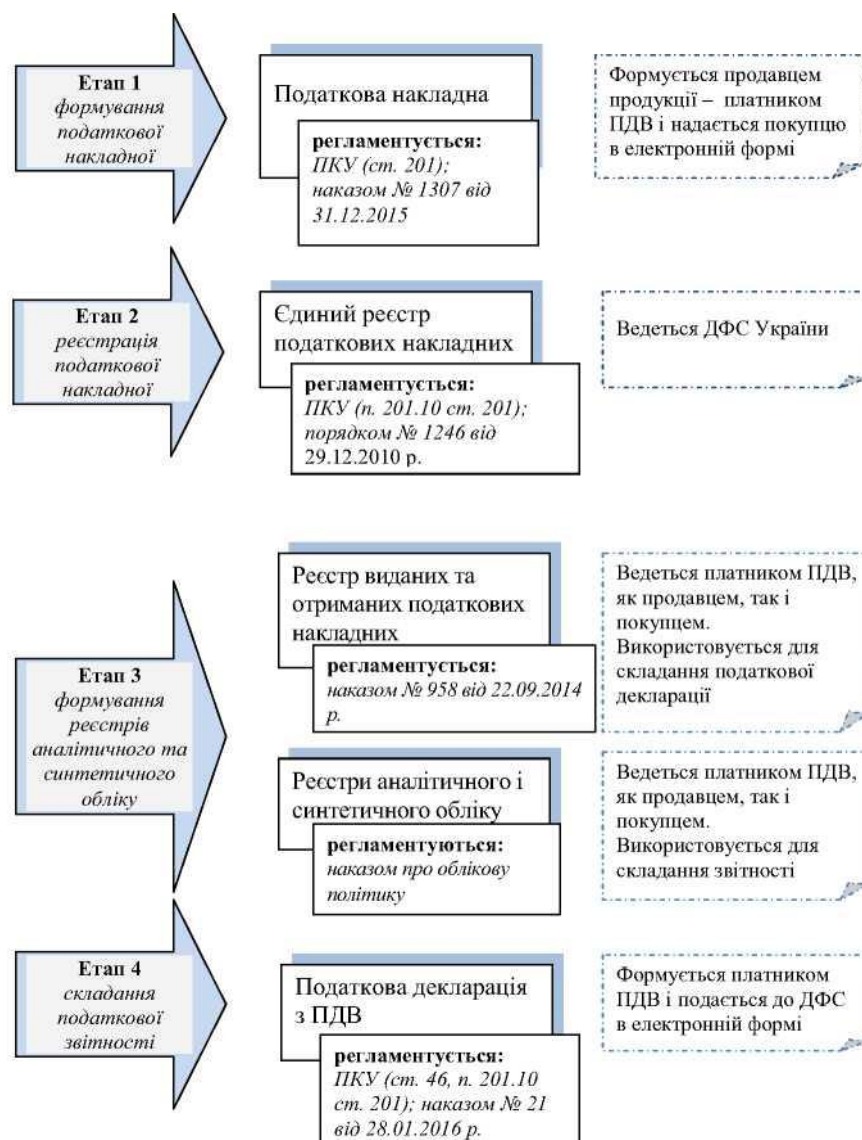 Етап 1
формування
податкової
накладної
Податкова накладна
регламентується:
ПКУ (ст. 201);
наказом № 1307 від
31.12.2015
Формується продавцем
продукції – платником
ПДВ і надається покупцю
в електронній формі
Етап 2
реєстрація
податкової
накладної
Єдиний реєстр
податкових накладних
регламентується:
ПКУ (п. 201.10 ст. 201);
порядком № 1246 від
29.12.2010 р.
Ведеться ДФС України
Етап 3
формування
реєстрів
аналітичного та
синтетичного
обліку
Реєстр виданих та
отриманих податкових
накладних
регламентується:
наказом № 958 від 22.09.2014
р.
Ведеться платником ПДВ,
як продавцем, так і
покупцем.
Використовується для
складання податкової
декларації
Реєстри аналітичного і
синтетичного обліку
регламентуються:
наказом про облікову
політику
Ведеться платником ПДВ,
як продавцем, так і
покупцем.
Використовується для
складання звітності
Етап 4
складання
податкової
звітності
Податкова декларація
з ПДВ
регламентується:
ПКУ (ст. 46, п. 201.10
ст. 201); наказом № 21
від 28.01.2016 р.
Формується платником
ПДВ і подається до ДФС
в електронній формі